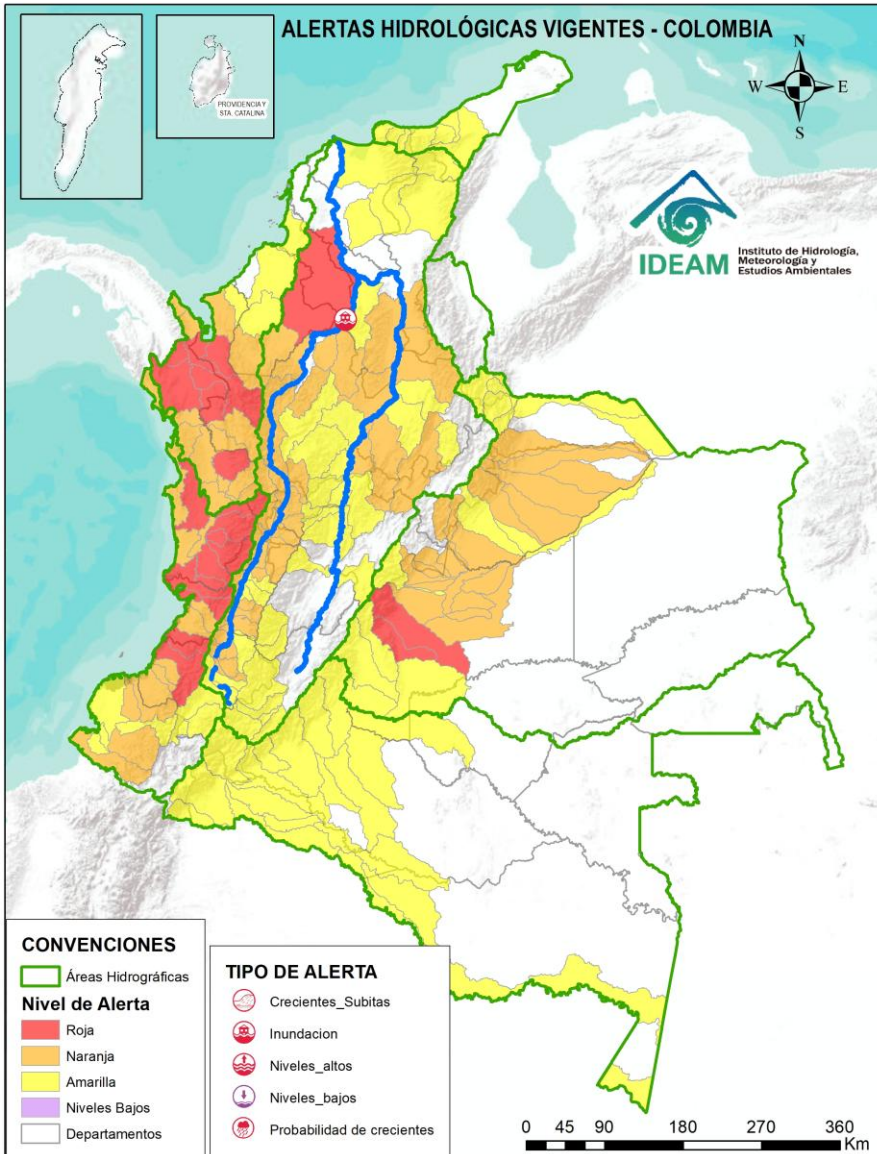 ALERTAS HIDROLÓGICAS VIGENTES - COLOMBIA
PROVIDENCIA Y
STA. CATALINA
N
W
E
S
IDEAM
Instituto de Hidrología,
Meteorología y
Estudios Ambientales
CONVENCIONES
Áreas Hidrográficas
Nivel de Alerta
Roja
Naranja
Amarilla
Niveles Bajos
Departamentos
TIPO DE ALERTA
Crecientes_Subitas
Inundacion
Niveles_altos
Niveles_bajos
Probabilidad de crecientes
0 45 90 180 270 360
Km